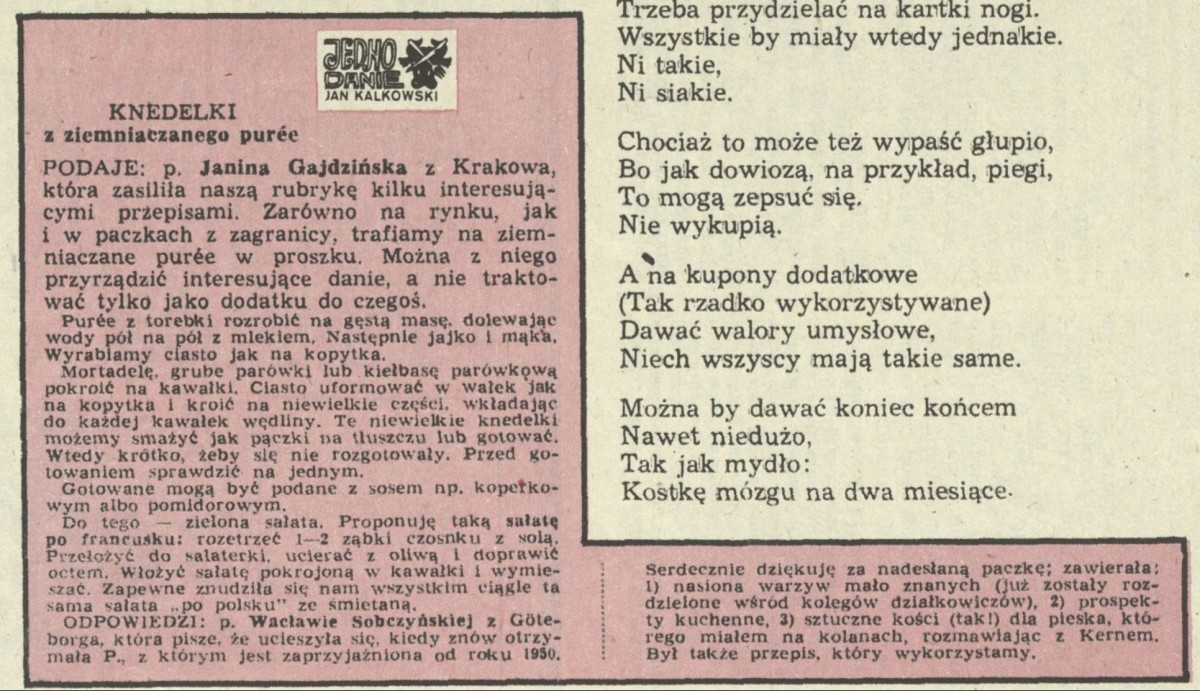 JEDNO
DANIE
JAN KALKOWSKI
KNEDELKI
z ziemniaczanego purée
PODAJE: p. Janina Gajdzińska z Krakowa,
która zasiliła naszą rubrykę kilku interesują-
cymi przepisami. Zarówno na rynku, jak
i w paczkach z zagranicy, trafiamy na ziem-
niaczane purée w proszku. Można z niego
przyrządzić interesujące danie, a nie trakto-
wać tylko jako dodatku do czegoś.
Purée z torebki rozrobić na gęstą masę, dolewając
wody pół na pół z mlekiem. Następnie jajko i mąka.
Wyrabiamy ciasto jak na kopytka.
Mortadelę, grube parówki lub kiełbasę parówkową
pokroić na kawałki. Ciasto uformować w wałek jak
na kopytka i kroić na niewielkie części, wkładając
do każdej kawałek wędliny. Te niewielkie knedelki
możemy smażyć jak pączki na tłuszczu lub gotować.
Wtedy krótko, żeby się nie rozgotowały. Przed go-
towaniem sprawdzić na jednym.
Gotowane mogą być podane z sosem np. koperko-
wym albo pomidorowym.
Do tego — zielona sałata. Proponuję taką sałatę
po francusku: rozetrzeć 1—2 ząbki czosnku z solą.
Przełożyć do salaterki, ucierać z oliwą i doprawić
octem. Włożyć sałatę pokrojoną w kawałki i wymie-
szać. Zapewne znudziła się nam wszystkim ciągle ta
sama sałata „po polsku" ze śmietaną.
ODPOWIEDZI: p. Wacławie Sobczyńskiej z Göte-
borga, która pisze, że ucieszyła się, kiedy znów otrzy-
mała P., z którym jest zaprzyjaźniona od roku 1950.
Serdecznie dziękuję za nadesłaną paczkę; zawierała:
1) nasiona warzyw mało znanych (już zostały roz-
dzielone wśród kolegów działkowiczów), 2) prospek-
ty kuchenne, 3) sztuczne kości (tak!) dla pieska, któ-
rego miałem na kolanach, rozmawiając z Kernem.
Był także przepis, który wykorzystamy.
Trzeba przydzielać na kartki nogi.
Wszystkie by miały wtedy jednakie.
Ni takie,
Ni siakie.
Chociaż to może też wypaść głupio,
Bo jak dowiozą, na przykład, piegi,
To mogą zepsuć się.
Nie wykupią.
A na kupony dodatkowe
(Tak rzadko wykorzystywane)
Dawać walory umysłowe,
Niech wszyscy mają takie same.
Można by dawać koniec końcem
Nawet niedużo,
Tak jak mydło:
Kostkę mózgu na dwa miesiące.